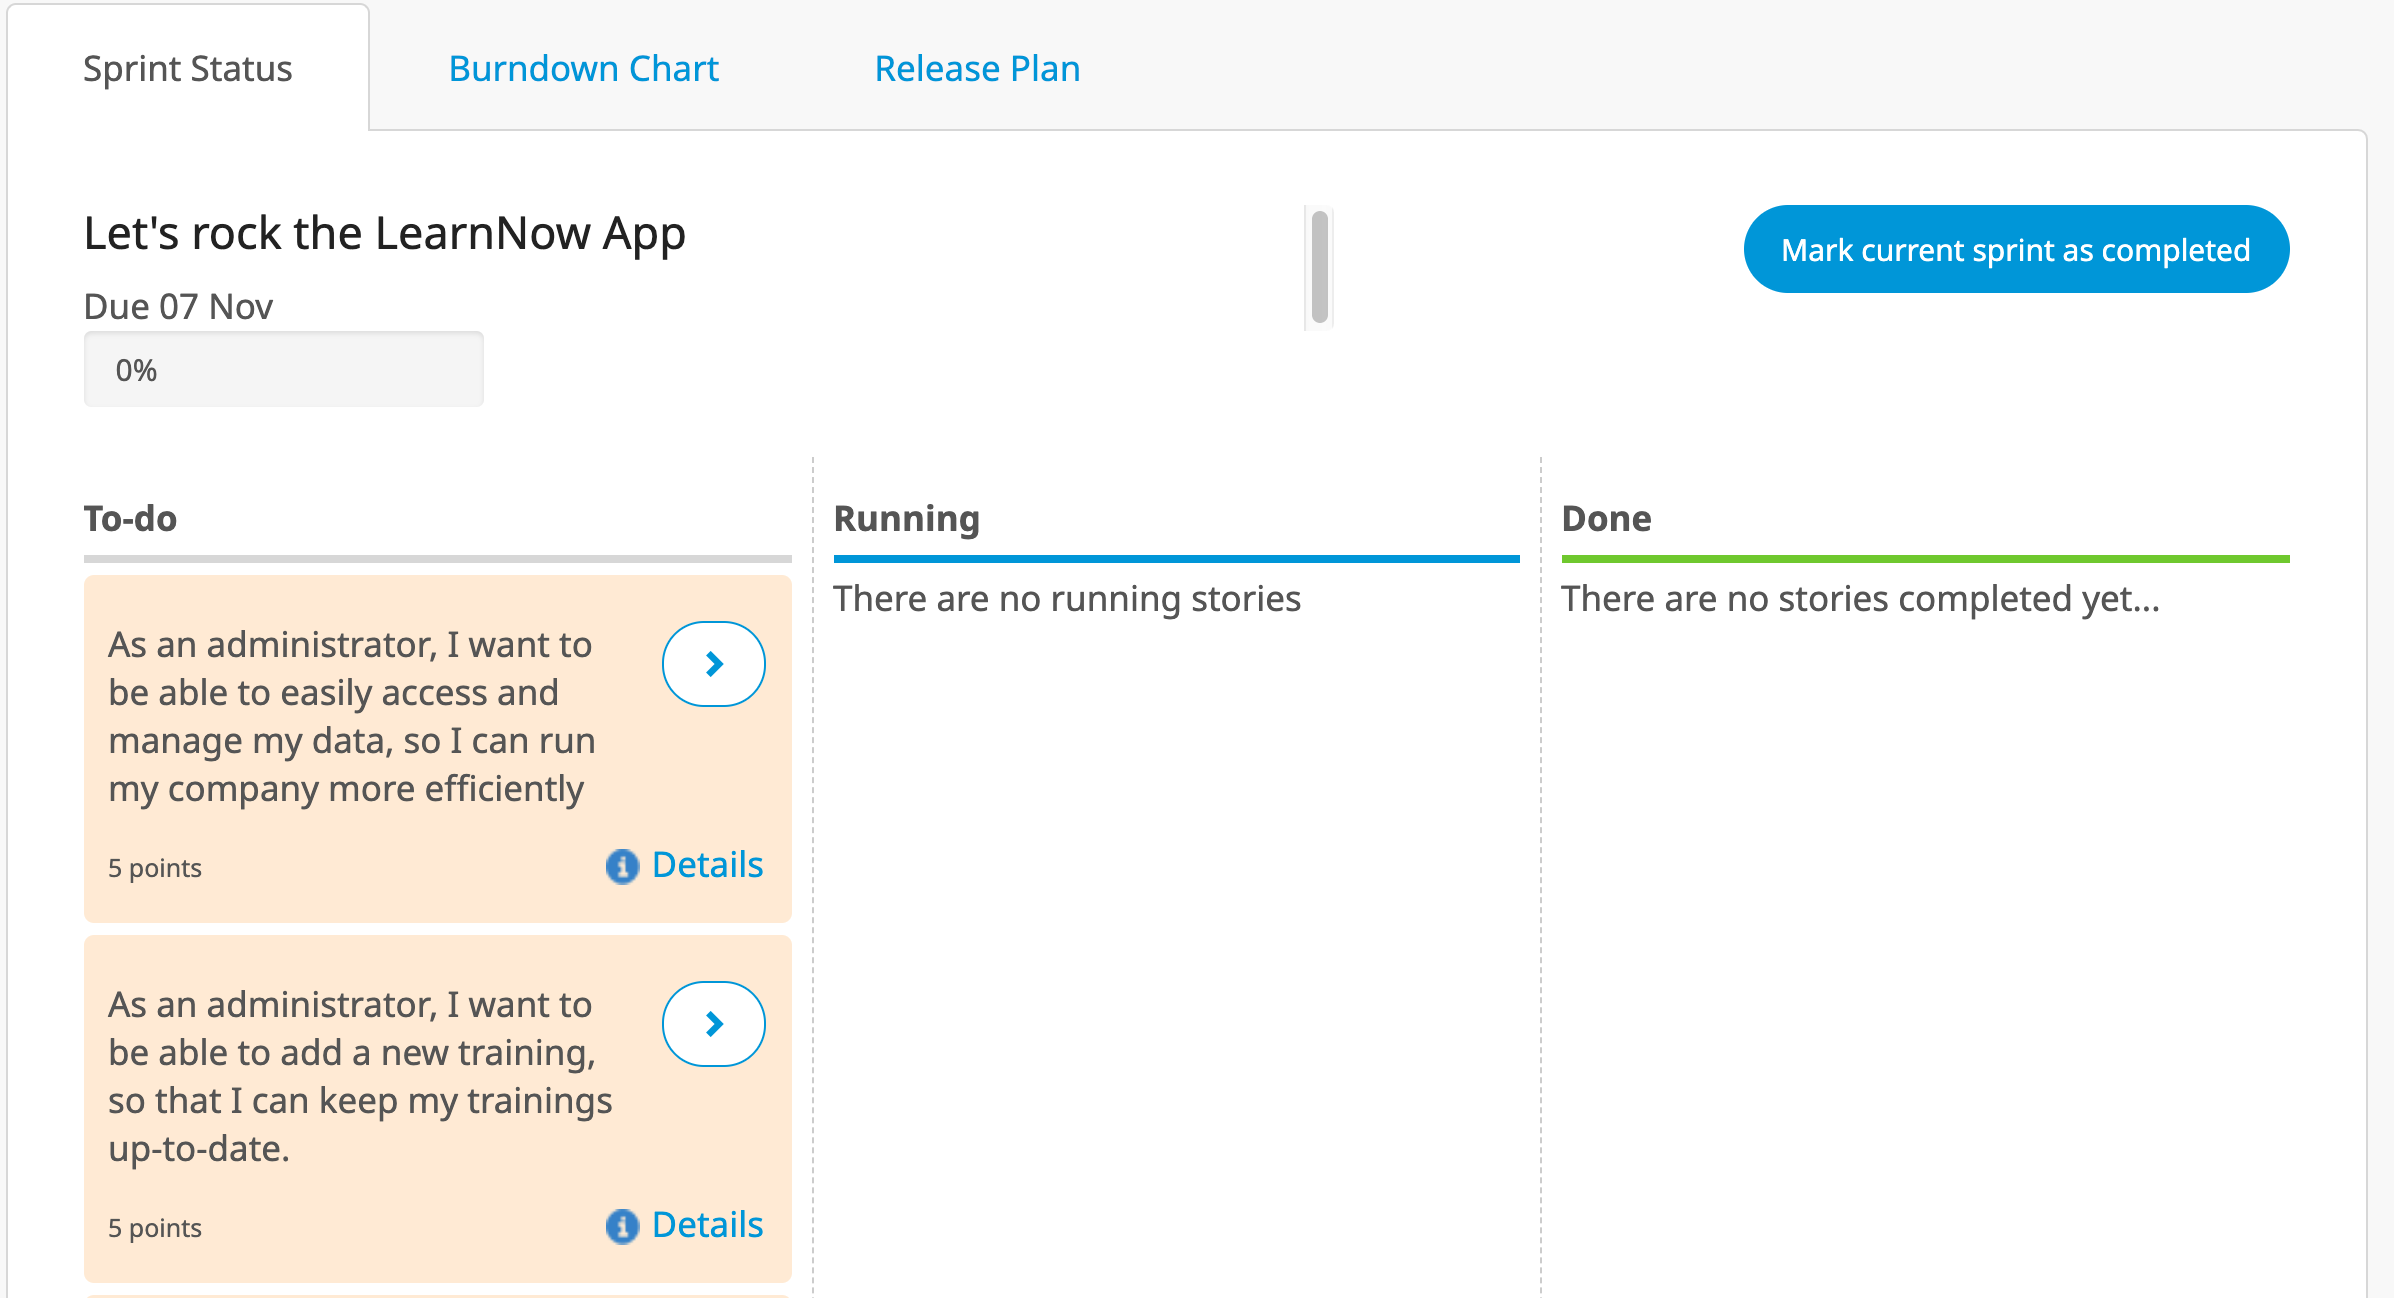 Sprint Status
Burndown Chart
Release Plan
Let's rock the LearnNow App
Mark current sprint as completed
Due 07 Nov
0%
To-do
As an administrator, I want to
be able to easily access and
manage my data, so I can run
my company more efficiently
5 points
Details
As an administrator, I want to
be able to add a new training,
so that I can keep my trainings
up-to-date.
5 points
Details
Running
There are no running stories
Done
There are no stories completed yet...